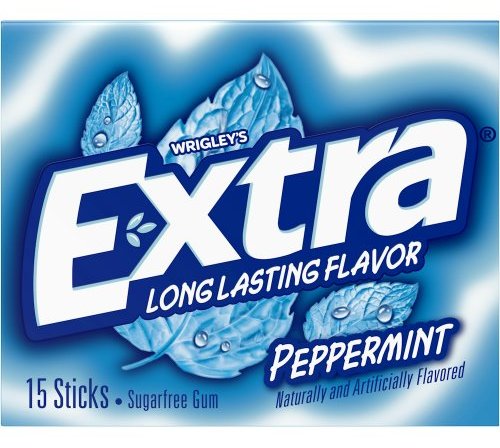 WRIGLEY'S
Extra®
LONG LASTING FLAVOR
PEPPERMINT
Naturally and Artificially Flavored
15 Sticks • Sugarfree Gum